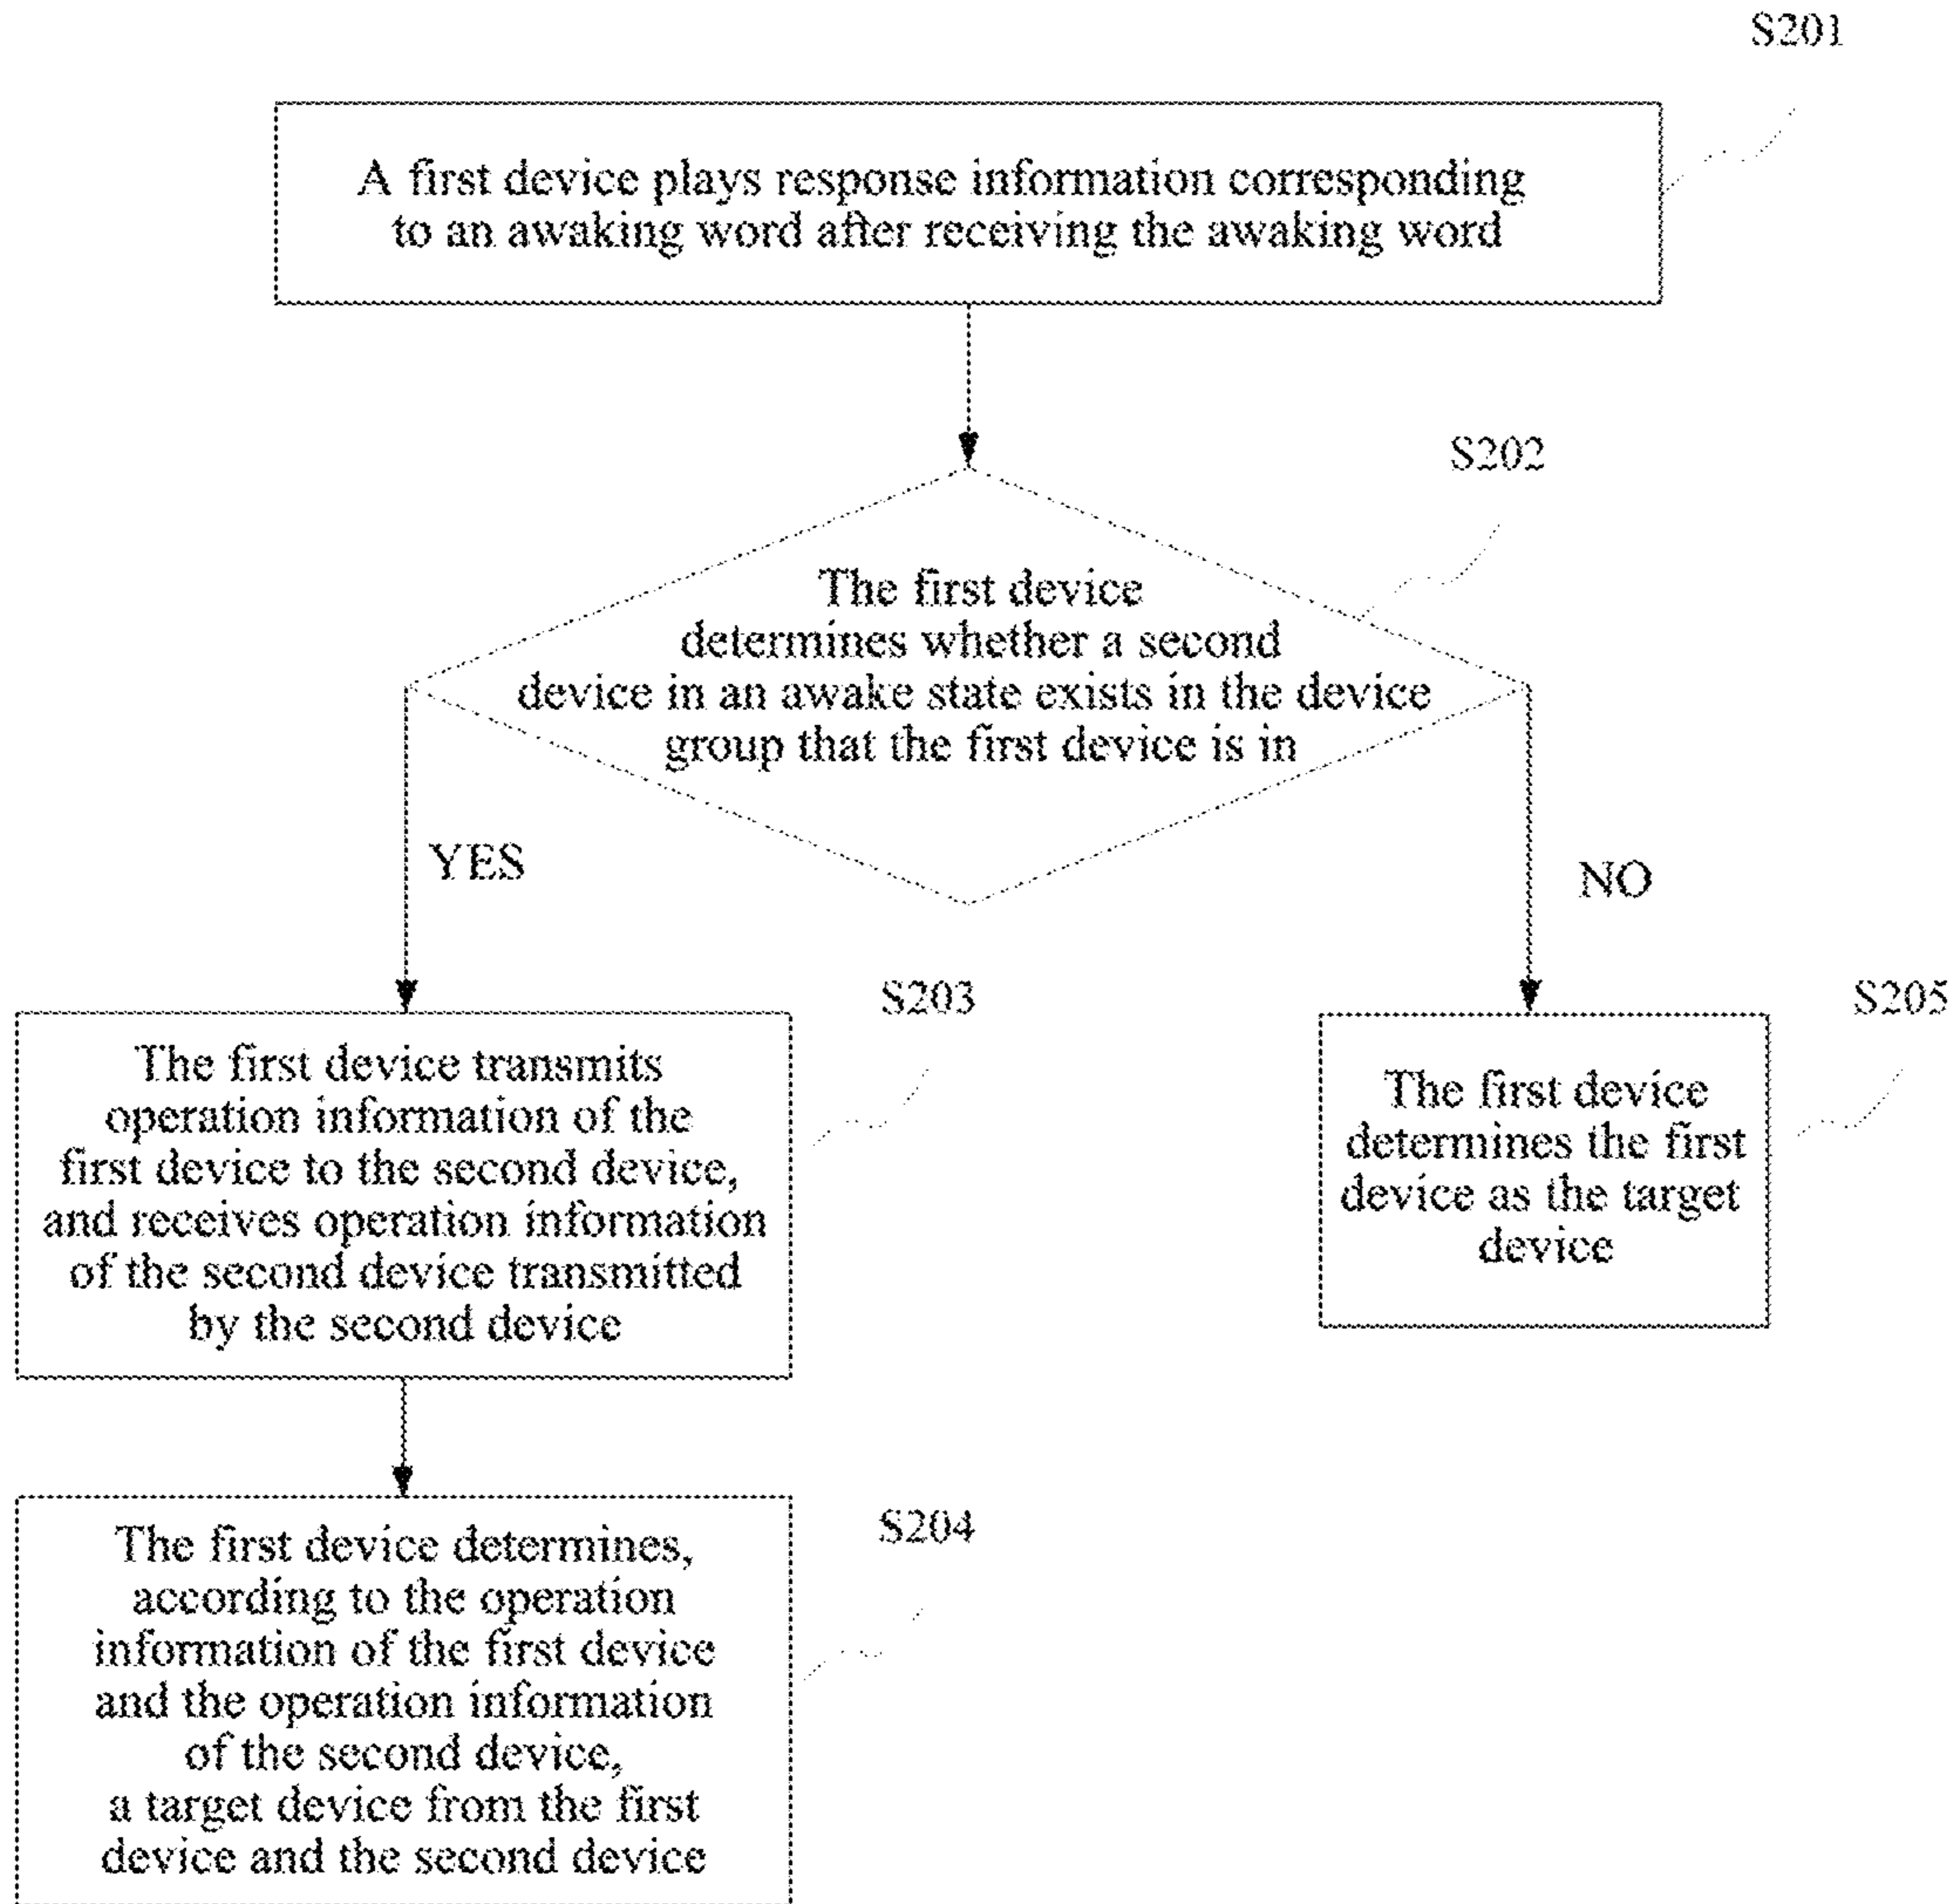 S201
A first device plays response information corresponding
to an awaking word after receiving the awaking word
S202
The first device
determines whether a second
device in an awake state exists in the device
group that the first device is in
YES
NO
S203
The first device transmits
operation information of the
first device to the second device,
and receives operation information
of the second device transmitted
by the second device
S205
The first device
determines the first
device as the target
device
S204
The first device determines,
according to the operation
information of the first device
and the operation information
of the second device,
a target device from the first
device and the second device